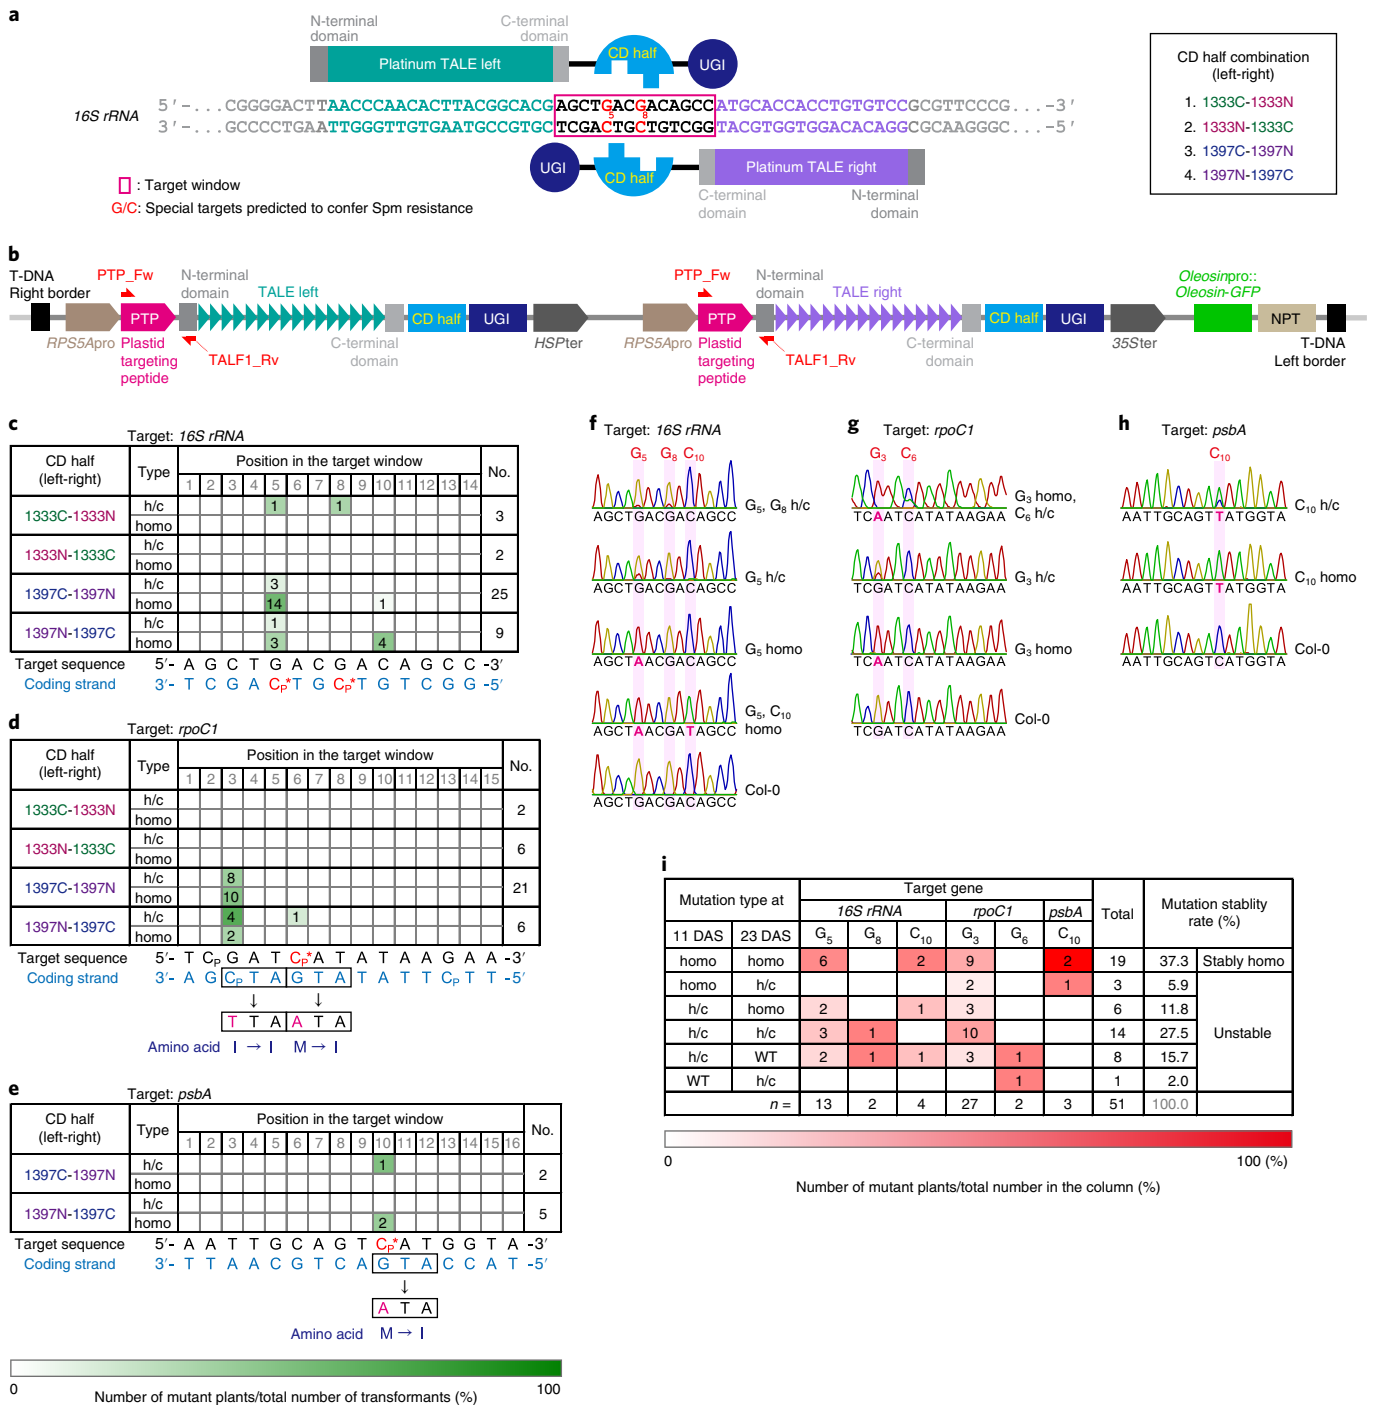 a
N-terminal domain
C-terminal domain
Platinum TALE left
CD half
UGI
16S rRNA
5′-...CGGGGACTTAACCCAACACTTACGGCACGAGCTGACGACAGCCATGCACCACCTGTGTCCGCGTTCCCG...-3′
5 8
3′-...GCCCCTGAATTGGGTTGTGAATGCCGTGCTCGACTGCTGTCGGTACGTGGTGGACACAGGCGCAAGGGC...-5′
UGI
CD half
Platinum TALE right
C-terminal domain
N-terminal domain
: Target window
G/C: Special targets predicted to confer Spm resistance
CD half combination
(left-right)
1. 1333C-1333N
2. 1333N-1333C
3. 1397C-1397N
4. 1397N-1397C
b
T-DNA Right border
PTP_Fw
N-terminal domain
TALE left
PTP_Fw
N-terminal domain
TALE right
Oleosinpro::
Oleosin-GFP
PTP
CD half
UGI
PTP
CD half
UGI
NPT
RPS5Apro
Plastid targeting peptide
TALF1_Rv
C-terminal domain
HSPter
RPS5Apro
Plastid targeting peptide
TALF1_Rv
C-terminal domain
35Ster
T-DNA Left border
c
Target: 16S rRNA
CD half (left-right) Type Position in the target window No.
1 2 3 4 5 6 7 8 9 10 11 12 13 14
1333C-1333N h/c 1 1 3
homo
1333N-1333C h/c 2
homo
1397C-1397N h/c 3 25
homo 14 1
1397N-1397C h/c 1 9
homo 3 4
Target sequence 5′- A G C T G A C G A C A G C C -3′
Coding strand 3′- T C G A CP* T G CP* T G T C G G -5′
d
Target: rpoC1
CD half (left-right) Type Position in the target window No.
1 2 3 4 5 6 7 8 9 10 11 12 13 14 15
1333C-1333N h/c 2
homo
1333N-1333C h/c 6
homo
1397C-1397N h/c 8 21
homo 10
1397N-1397C h/c 4 1 6
homo 2
Target sequence 5′- T CP G A T CP* A T A T A A G A A -3′
Coding strand 3′- A G CP T A G T A T A T T CP T T -5′
↓ ↓
T T A A T A
Amino acid I → I M → I
e
Target: psbA
CD half (left-right) Type Position in the target window No.
1 2 3 4 5 6 7 8 9 10 11 12 13 14 15 16
1397C-1397N h/c 1 2
homo
1397N-1397C h/c 5
homo 2
Target sequence 5′- A A T T G C A G T CP* A T G G T A -3′
Coding strand 3′- T T A A C G T C A G T A C C A T -5′
↓
A T A
Amino acid M → I
0 100
Number of mutant plants/total number of transformants (%)
f
Target: 16S rRNA
G5 G8 C10
AGCTGACGACAGCC
G5, G8 h/c
AGCTGACGACAGCC
G5 h/c
AGCTAACGACAGCC
G5 homo
AGCTAACGATAGCC
G5, C10 homo
AGCTGACGACAGCC
Col-0
g
Target: rpoC1
G3 C6
TCAATCATATAAGAA
G3 homo, C6 h/c
TCGATCATATAAGAA
G3 h/c
TCAATCATATAAGAA
G3 homo
TCGATCATATAAGAA
Col-0
h
Target: psbA
C10
AATTGCAGTTATGGTA
C10 h/c
AATTGCAGTTATGGTA
C10 homo
AATTGCAGTCATGGTA
Col-0
i
Mutation type at Target gene Total Mutation stablity rate (%)
16S rRNA rpoC1 psbA
11 DAS 23 DAS G5 G8 C10 G3 G6 C10
homo homo 6 2 9 2 19 37.3 Stably homo
homo h/c 2 1 3 5.9 Unstable
h/c homo 2 1 3 6 11.8
h/c h/c 3 1 10 14 27.5
h/c WT 2 1 1 3 1 8 15.7
WT h/c 1 1 2.0
n = 13 2 4 27 2 3 51 100.0
0 100 (%)
Number of mutant plants/total number in the column (%)